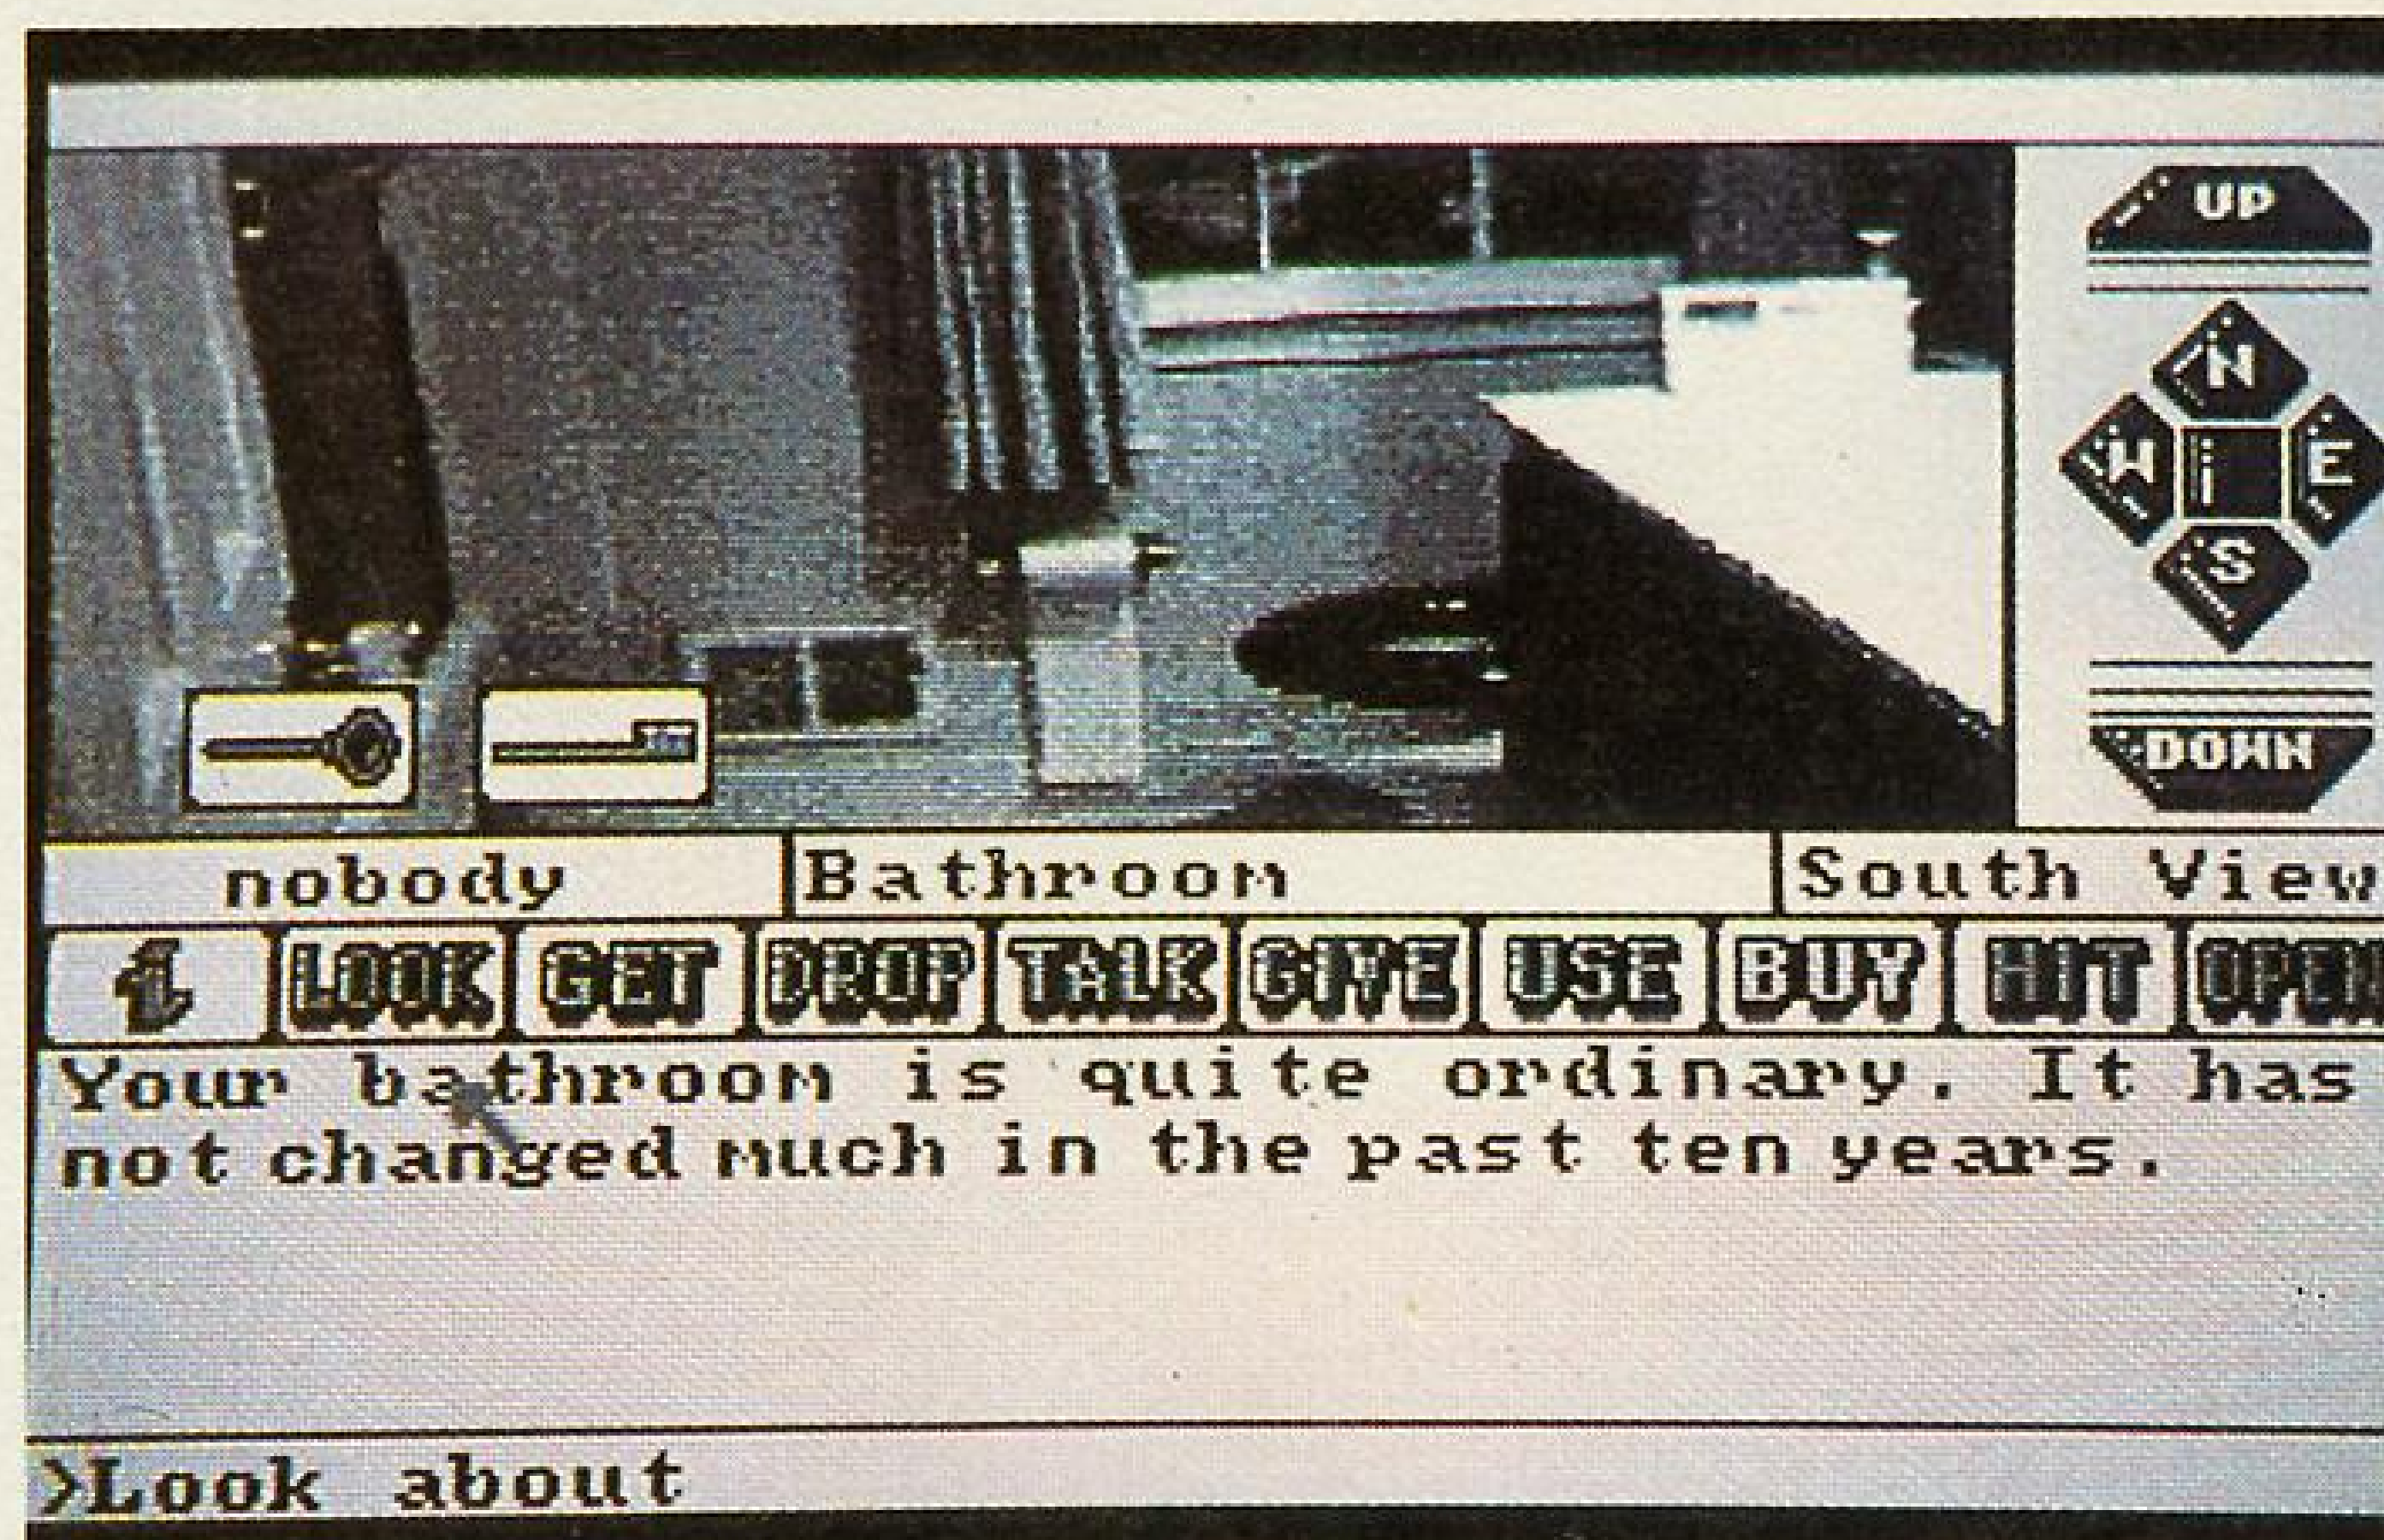 UP
N
W i E
S
DOWN
nobody Bathroom South View
i LOOK GET DROP TALK GIVE USE BUY HIT OPEN
Your bathroom is quite ordinary. It has
not changed much in the past ten years.
>Look about